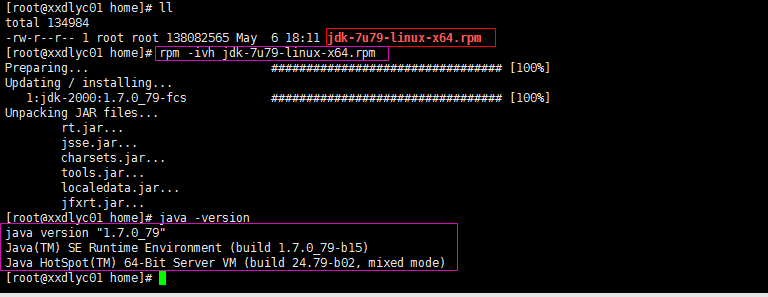 [root@xxdlyc01 home]# ll
total 134984
-rw-r--r-- 1 root root 138082565 May  6 18:11 jdk-7u79-linux-x64.rpm
[root@xxdlyc01 home]# rpm -ivh jdk-7u79-linux-x64.rpm
Preparing...                          ################################# [100%]
Updating / installing...
   1:jdk-2000:1.7.0_79-fcs            ################################# [100%]
Unpacking JAR files...
        rt.jar...
        jsse.jar...
        charsets.jar...
        tools.jar...
        localedata.jar...
        jfxrt.jar...
[root@xxdlyc01 home]# java -version
java version "1.7.0_79"
Java(TM) SE Runtime Environment (build 1.7.0_79-b15)
Java HotSpot(TM) 64-Bit Server VM (build 24.79-b02, mixed mode)
[root@xxdlyc01 home]#